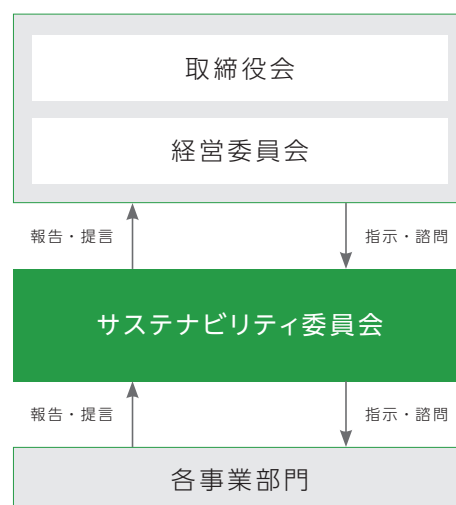 取締役会
経営委員会
報告・提言
指示・諮問
サステナビリティ委員会
報告・提言
指示・諮問
各事業部門